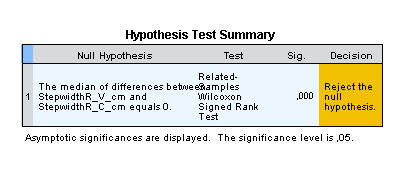 Hypothesis Test Summary
Null Hypothesis Test Sig. Decision
1 The median of differences between StepwidthR_V_cm and StepwidthR_C_cm equals 0. Related-Samples Wilcoxon Signed Rank Test ,000 Reject the null hypothesis.
Asymptotic significances are displayed. The significance level is ,05.